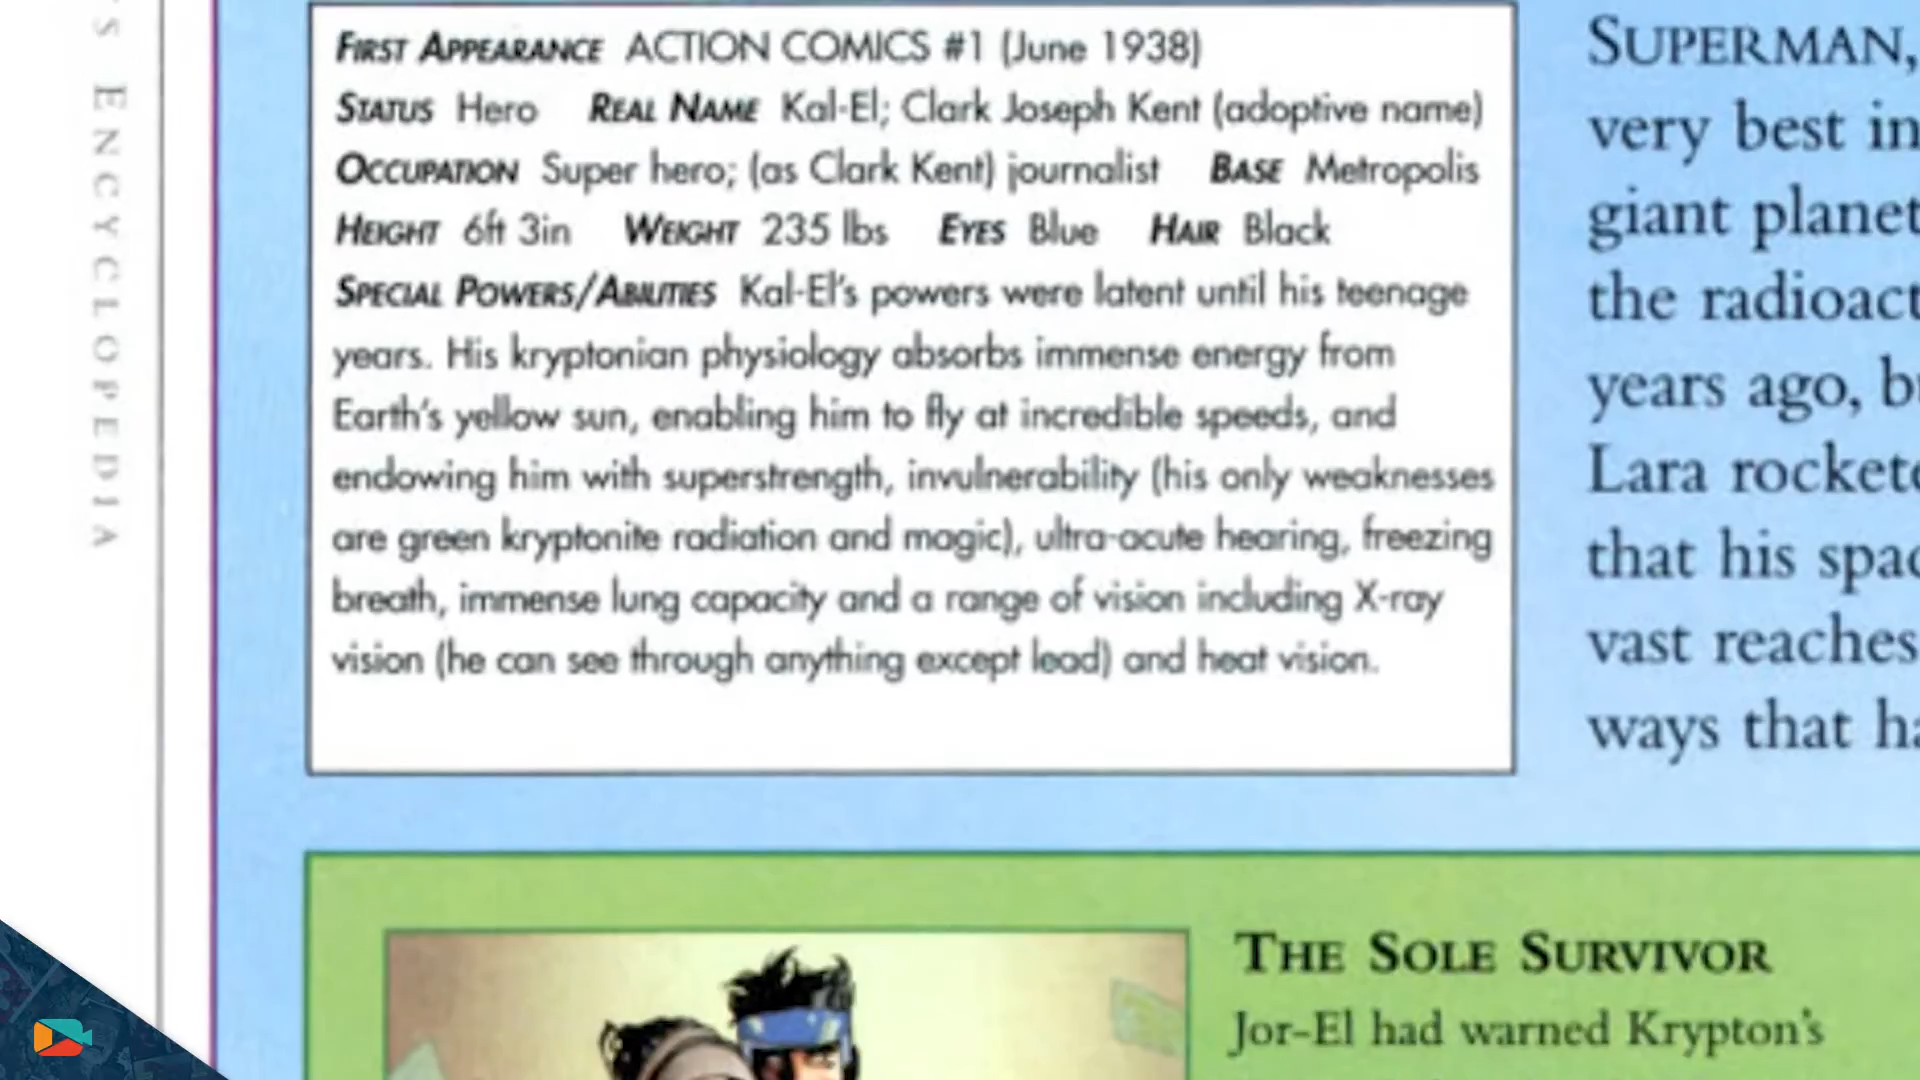 'S ENCYCLOPEDIA
FIRST APPEARANCE ACTION COMICS #1 (June 1938)
STATUS Hero REAL NAME Kal-El; Clark Joseph Kent (adoptive name)
OCCUPATION Super hero; (as Clark Kent) journalist BASE Metropolis
HEIGHT 6ft 3in WEIGHT 235 lbs EYES Blue HAIR Black
SPECIAL POWERS/ABILITIES Kal-El's powers were latent until his teenage
years. His kryptonian physiology absorbs immense energy from
Earth's yellow sun, enabling him to fly at incredible speeds, and
endowing him with superstrength, invulnerability (his only weaknesses
are green kryptonite radiation and magic), ultra-acute hearing, freezing
breath, immense lung capacity and a range of vision including X-ray
vision (he can see through anything except lead) and heat vision.
SUPERMAN,
very best in
giant planet
the radioact
years ago, bu
Lara rockete
that his spac
vast reaches
ways that ha
THE SOLE SURVIVOR
Jor-El had warned Krypton's